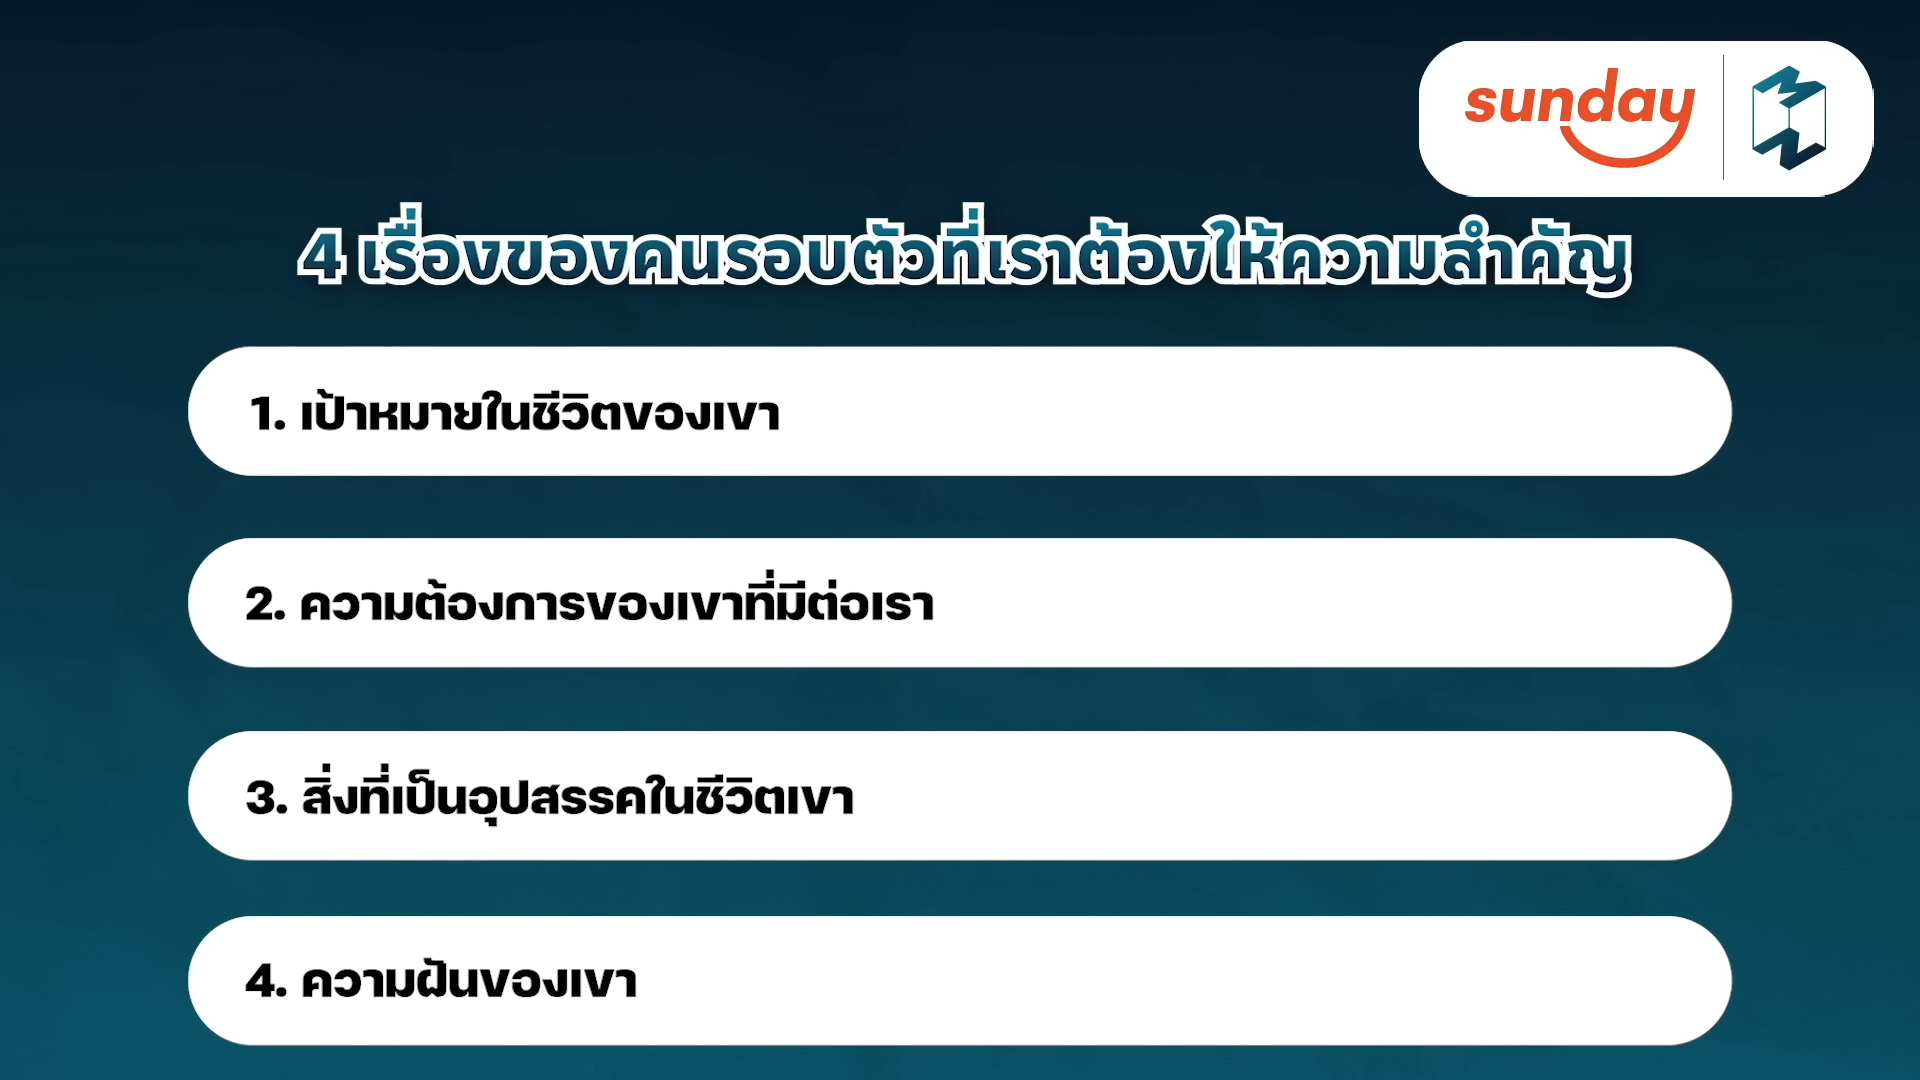 sunday
4 เรื่องของคนรอบตัวที่เราต้องให้ความสำคัญ
1. เป้าหมายในชีวิตของเขา
2. ความต้องการของเขาที่มีต่อเรา
3. สิ่งที่เป็นอุปสรรคในชีวิตเขา
4. ความฝันของเขา